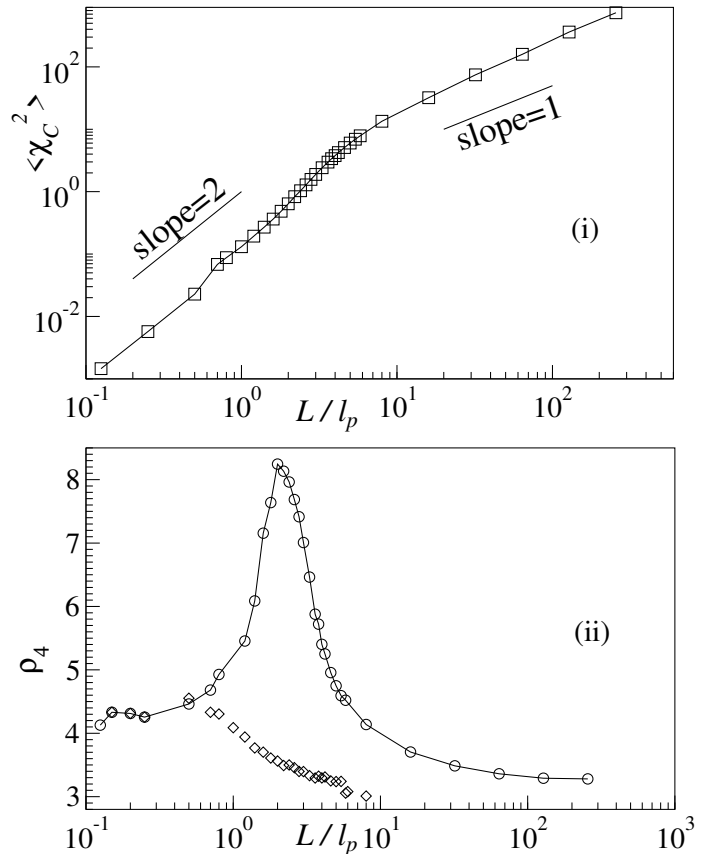 10^2
10^0
10^-2
<χ_C^2>
slope=1
slope=2
(i)
10^-1 10^0 10^1 10^2
L / l_p
8
7
6
5
4
3
ρ_4
(ii)
10^-1 10^0 10^1 10^2 10^3
L / l_p